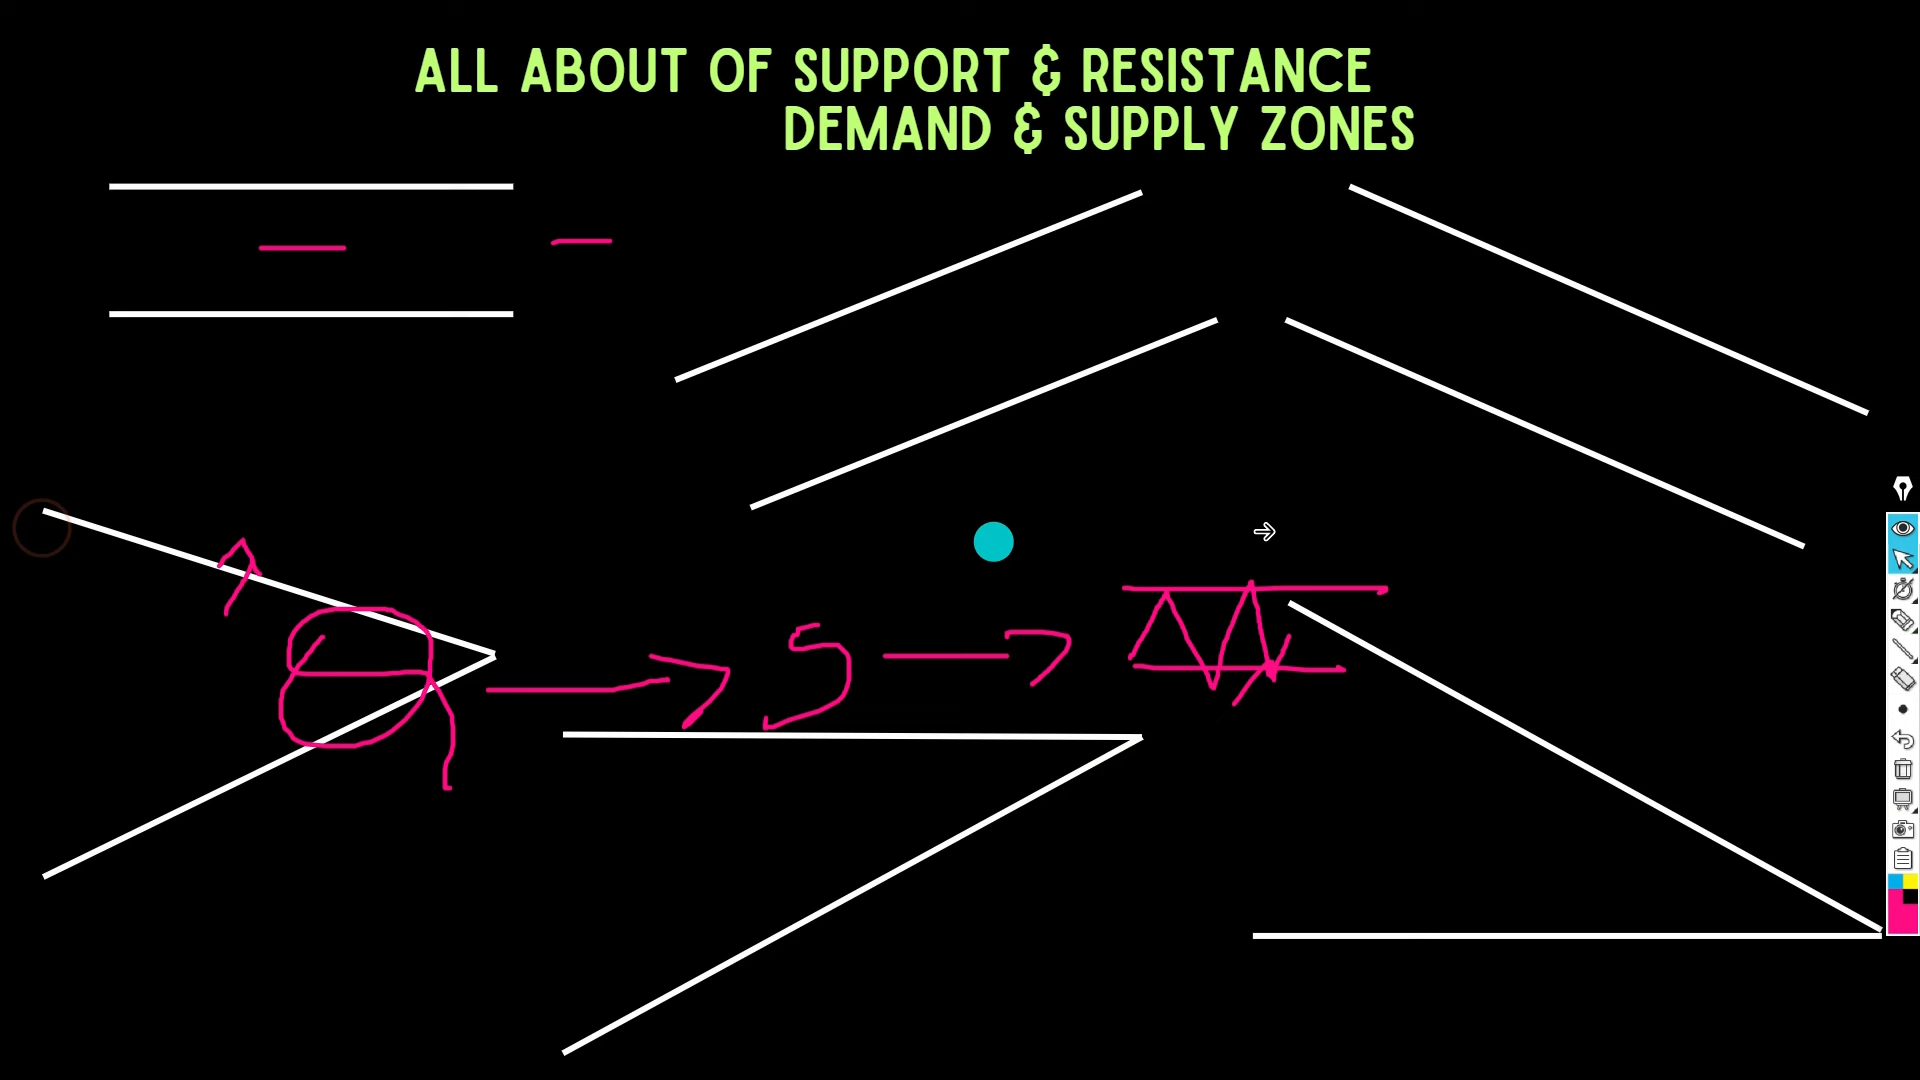 ALL ABOUT OF SUPPORT & RESISTANCE
DEMAND & SUPPLY ZONES